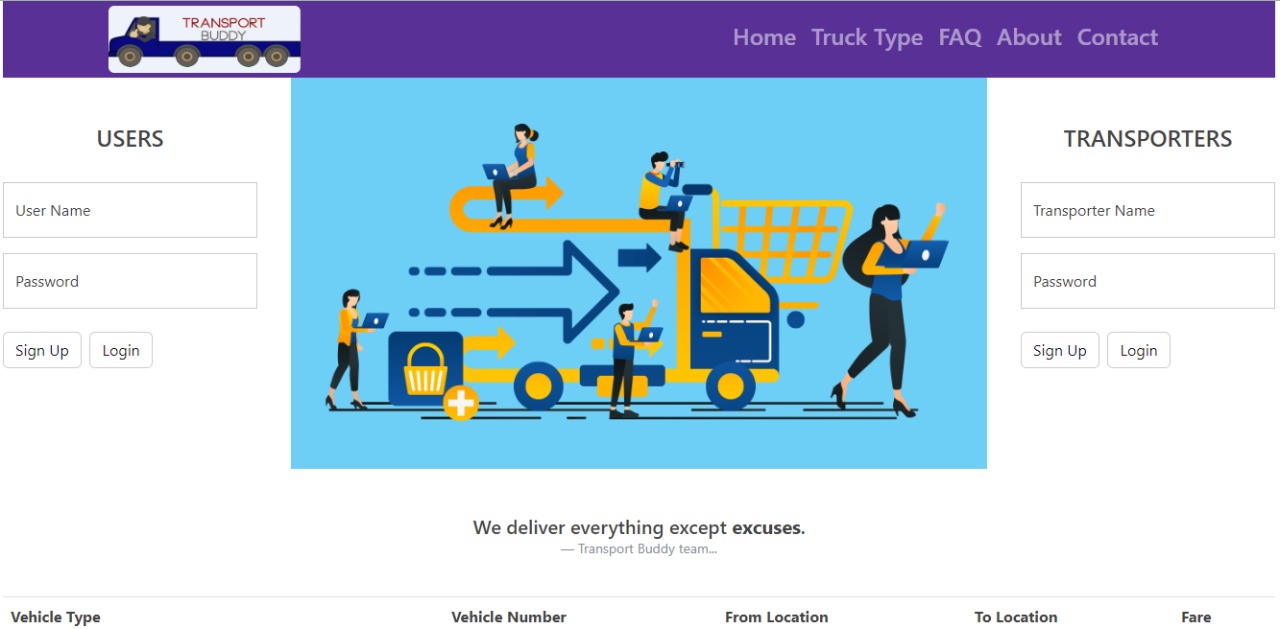 TRANSPORT
BUDDY
Home Truck Type FAQ About Contact
USERS
User Name
Password
Sign Up Login
TRANSPORTERS
Transporter Name
Password
Sign Up Login
We deliver everything except excuses.
— Transport Buddy team...
Vehicle Type Vehicle Number From Location To Location Fare